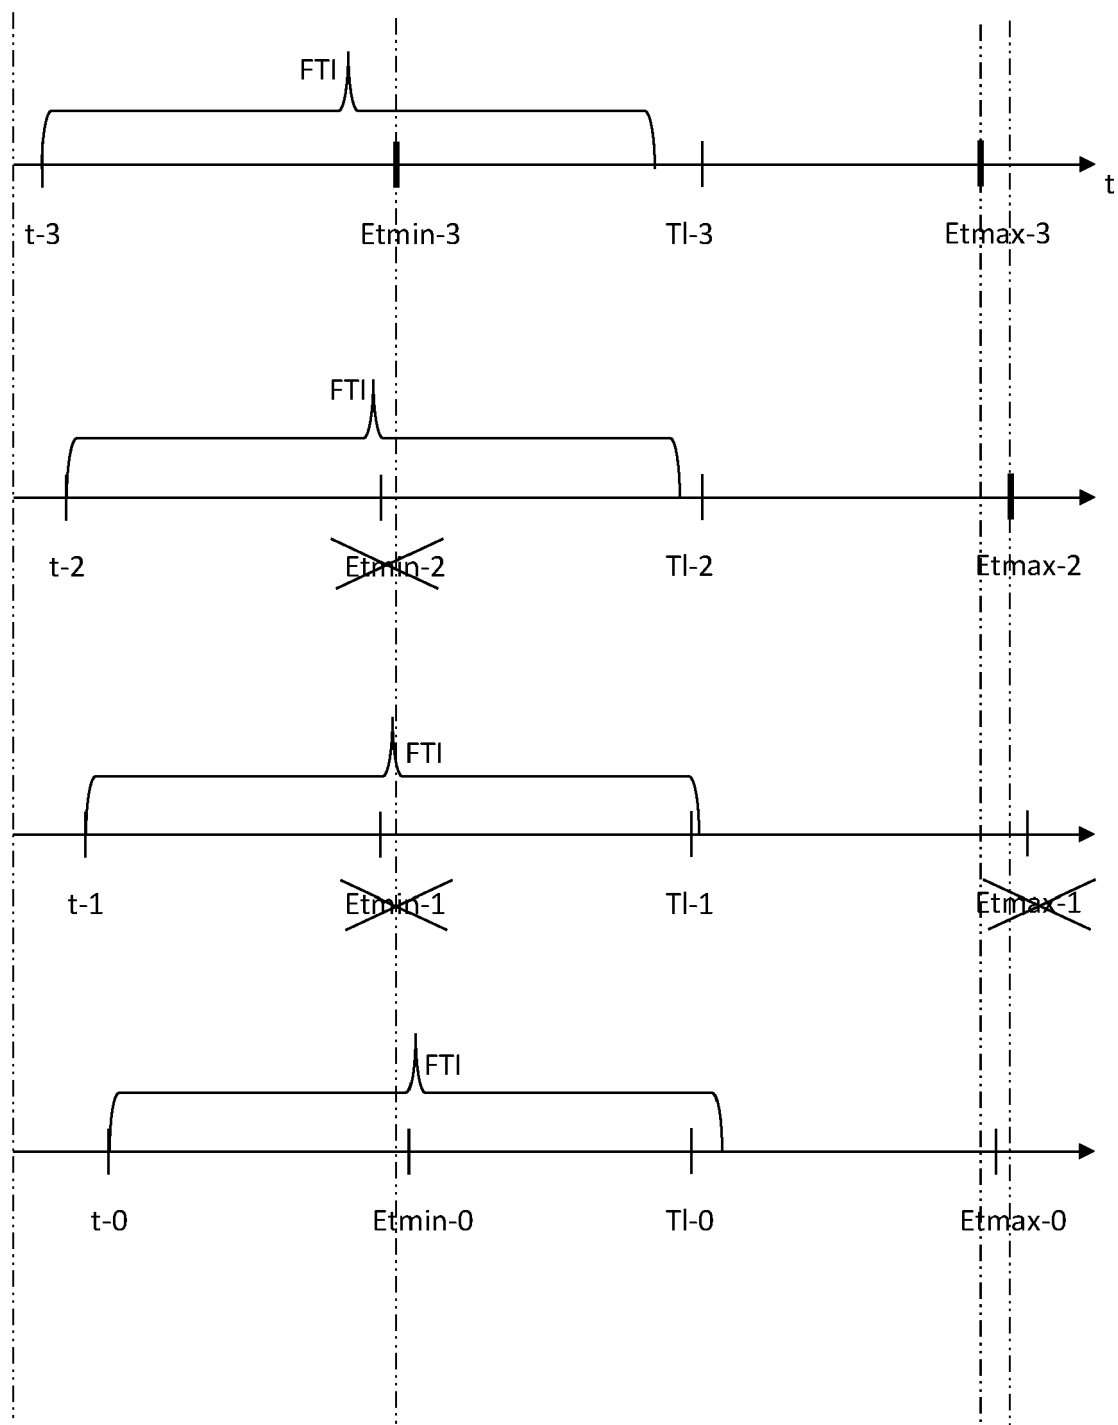 FTI
t
t-3 Etmin-3 Tl-3 Etmax-3
FTI
t-2 Etmin-2 Tl-2 Etmax-2
FTI
t-1 Etmin-1 Tl-1 Etmax-1
FTI
t-0 Etmin-0 Tl-0 Etmax-0